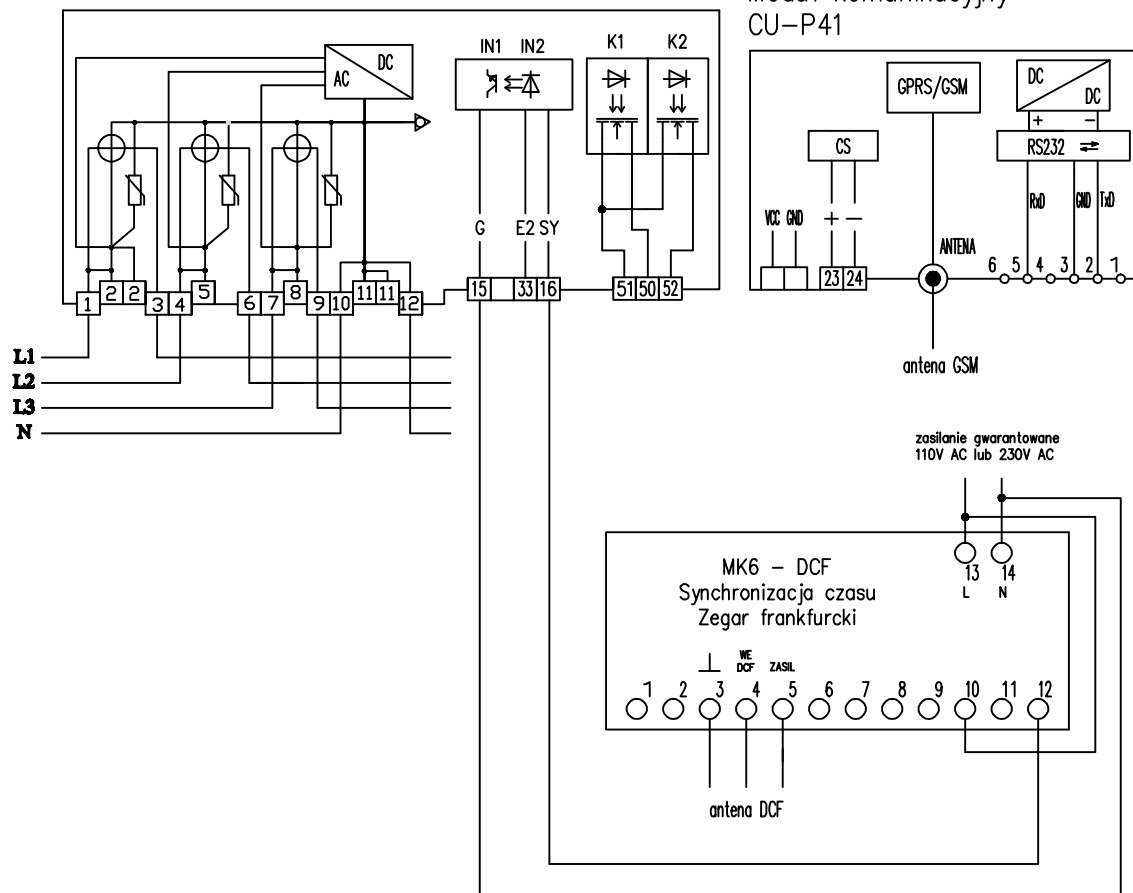 CU-P41
DC
AC
IN1 IN2
K1 K2
GPRS/GSM
DC
DC
+ -
RS232
CS
VCC GND
+ -
RxD GND TxD
G E2 SY
ANTENA
1 2 2 3 4 5 6 7 8 9 10 11 11 12
15 33 16
51 50 52
23 24
6 5 4 3 2 1
antena GSM
L1
L2
L3
N
zasilanie gwarantowane
110V AC lub 230V AC
MK6 - DCF
Synchronizacja czasu
Zegar frankfurcki
13 14
L N
WE
DCF ZASIL
1 2 3 4 5 6 7 8 9 10 11 12
antena DCF